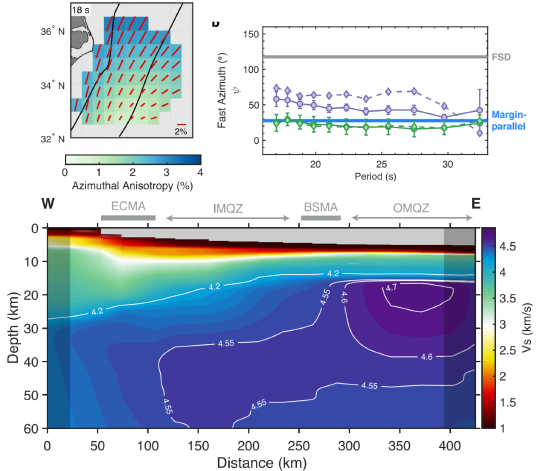 18 s
36°N
34°N
32°N
2%
0 1 2 3 4
Azimuthal Anisotropy (%)
Fast Azimuth (°)
ψ
150
100
50
0
FSD
Margin-
parallel
20 25 30
Period (s)
W ECMA IMQZ BSMA OMQZ E
0
10
20
30
40
50
60
Depth (km)
4.2
4.2
4.55
4.6
4.7
4.55
4.6
4.55
4.55
4.55
0 50 100 150 200 250 300 350 400
Distance (km)
4.5
4
3.5
3
2.5
2
1.5
1
Vs (km/s)